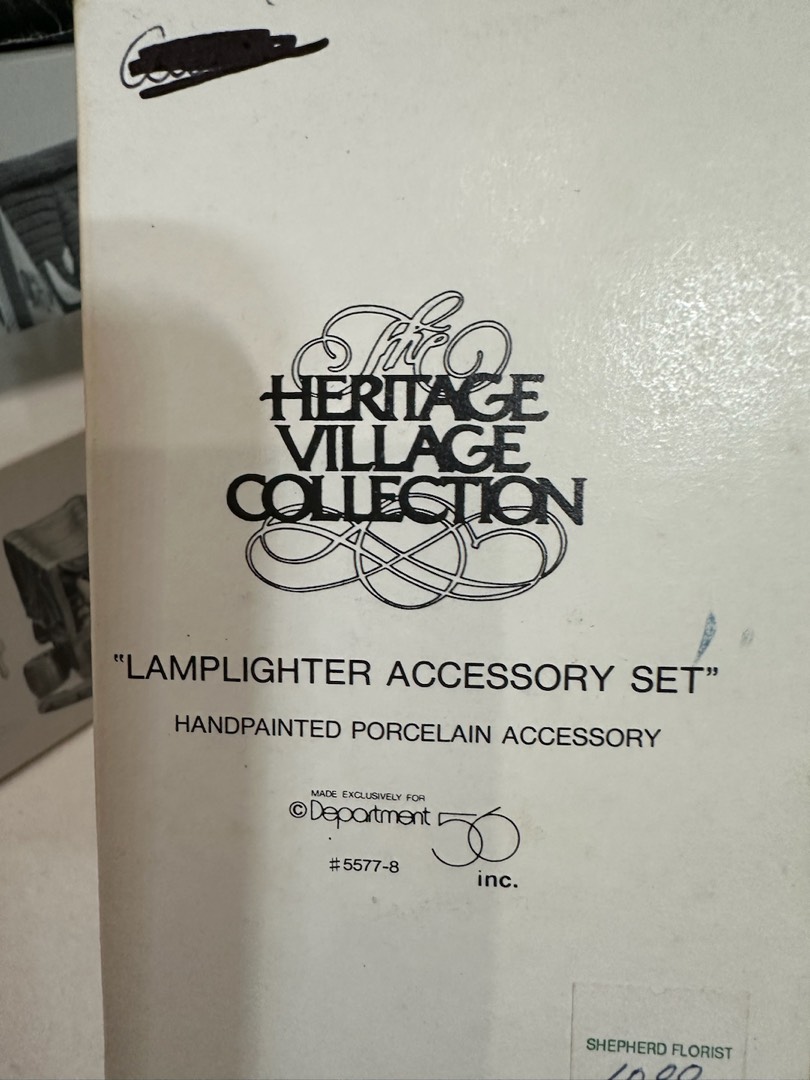 The
HERITAGE
VILLAGE
COLLECTION
"LAMPLIGHTER ACCESSORY SET"
HANDPAINTED PORCELAIN ACCESSORY
MADE EXCLUSIVELY FOR
©Department 56
#5577-8
inc.
SHEPHERD FLORIST